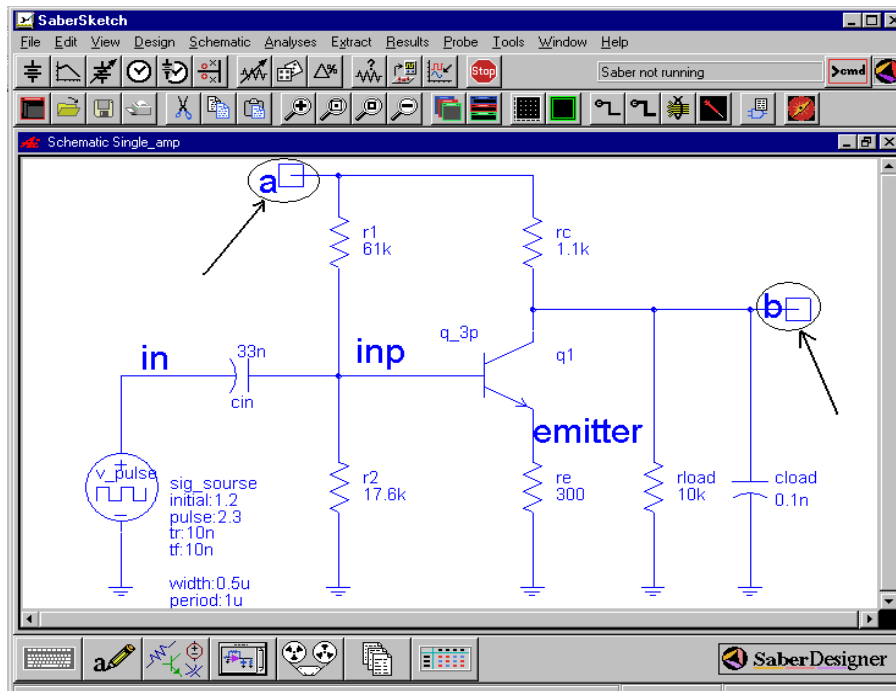 SaberSketch
File Edit View Design Schematic Analyses Extract Results Probe Tools Window Help
Δ%
?
Stop
Saber not running
>cmd
Schematic Single_amp
a
r1
61k
rc
1.1k
b
33n
q_3p
in
inp
q1
cin
emitter
v_pulse
sig_sourse
initial:1.2
pulse:2.3
tr:10n
tf:10n
width:0.5u
period:1u
r2
17.6k
re
300
rload
10k
cload
0.1n
a
SaberDesigner